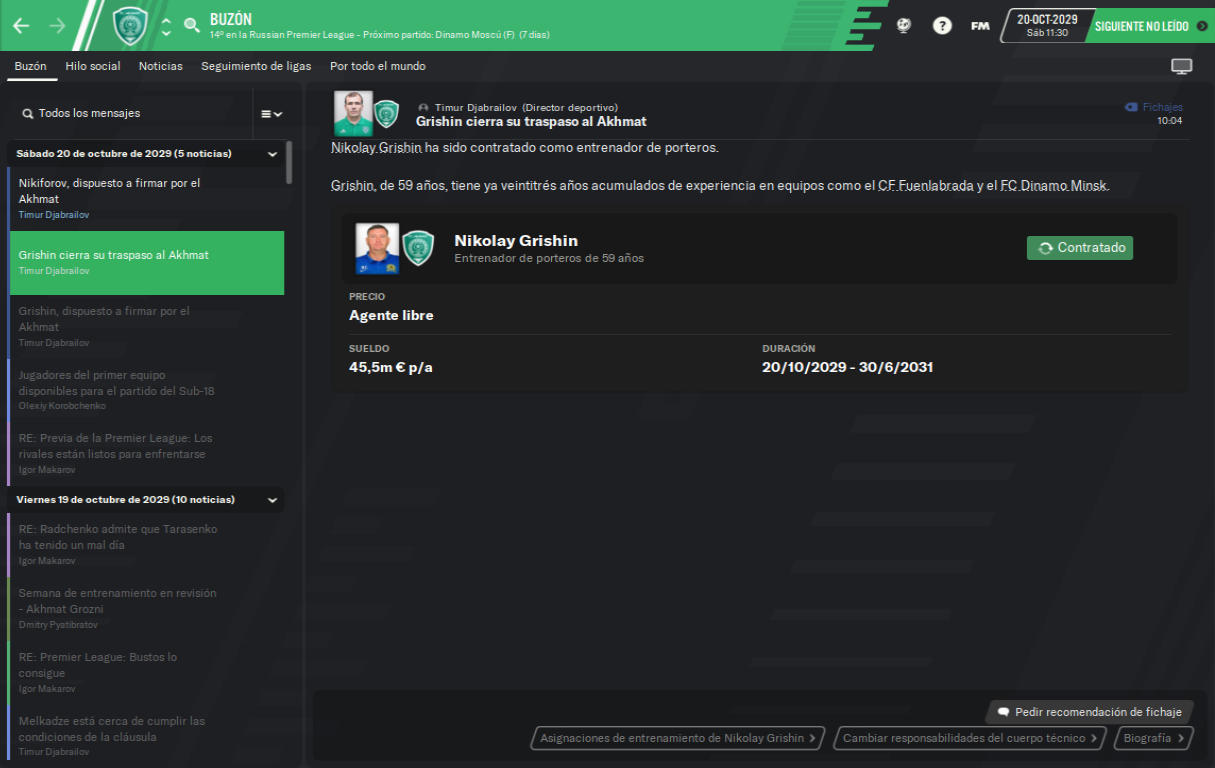 BUZÓN
14º en la Russian Premier League - Próximo partido: Dinamo Moscú (F) (7 días)
?
FM
20-OCT-2029
Sáb 11:30
SIGUIENTE NO LEÍDO
Buzón
Hilo social
Noticias
Seguimiento de ligas
Por todo el mundo
Todos los mensajes
Sábado 20 de octubre de 2029 (5 noticias)
Nikiforov, dispuesto a firmar por el
Akhmat
Timur Djabrailov
Grishin cierra su traspaso al Akhmat
Timur Djabrailov
Grishin, dispuesto a firmar por el
Akhmat
Timur Djabrailov
Jugadores del primer equipo
disponibles para el partido del Sub-18
Olexiy Korobchenko
RE: Previa de la Premier League: Los
rivales están listos para enfrentarse
Igor Makarov
Viernes 19 de octubre de 2029 (10 noticias)
RE: Radchenko admite que Tarasenko
ha tenido un mal día
Igor Makarov
Semana de entrenamiento en revisión
- Akhmat Grozni
Dmitry Pyatibratov
RE: Premier League: Bustos lo
consigue
Igor Makarov
Melkadze está cerca de cumplir las
condiciones de la cláusula
Timur Djabrailov
Timur Djabrailov (Director deportivo)
Grishin cierra su traspaso al Akhmat
Fichajes
10:04
Nikolay Grishin ha sido contratado como entrenador de porteros.
Grishin, de 59 años, tiene ya veintitrés años acumulados de experiencia en equipos como el CF Fuenlabrada y el FC Dinamo Minsk.
Nikolay Grishin
Entrenador de porteros de 59 años
Contratado
PRECIO
Agente libre
SUELDO
45,5m € p/a
DURACIÓN
20/10/2029 - 30/6/2031
Pedir recomendación de fichaje
Asignaciones de entrenamiento de Nikolay Grishin
Cambiar responsabilidades del cuerpo técnico
Biografía